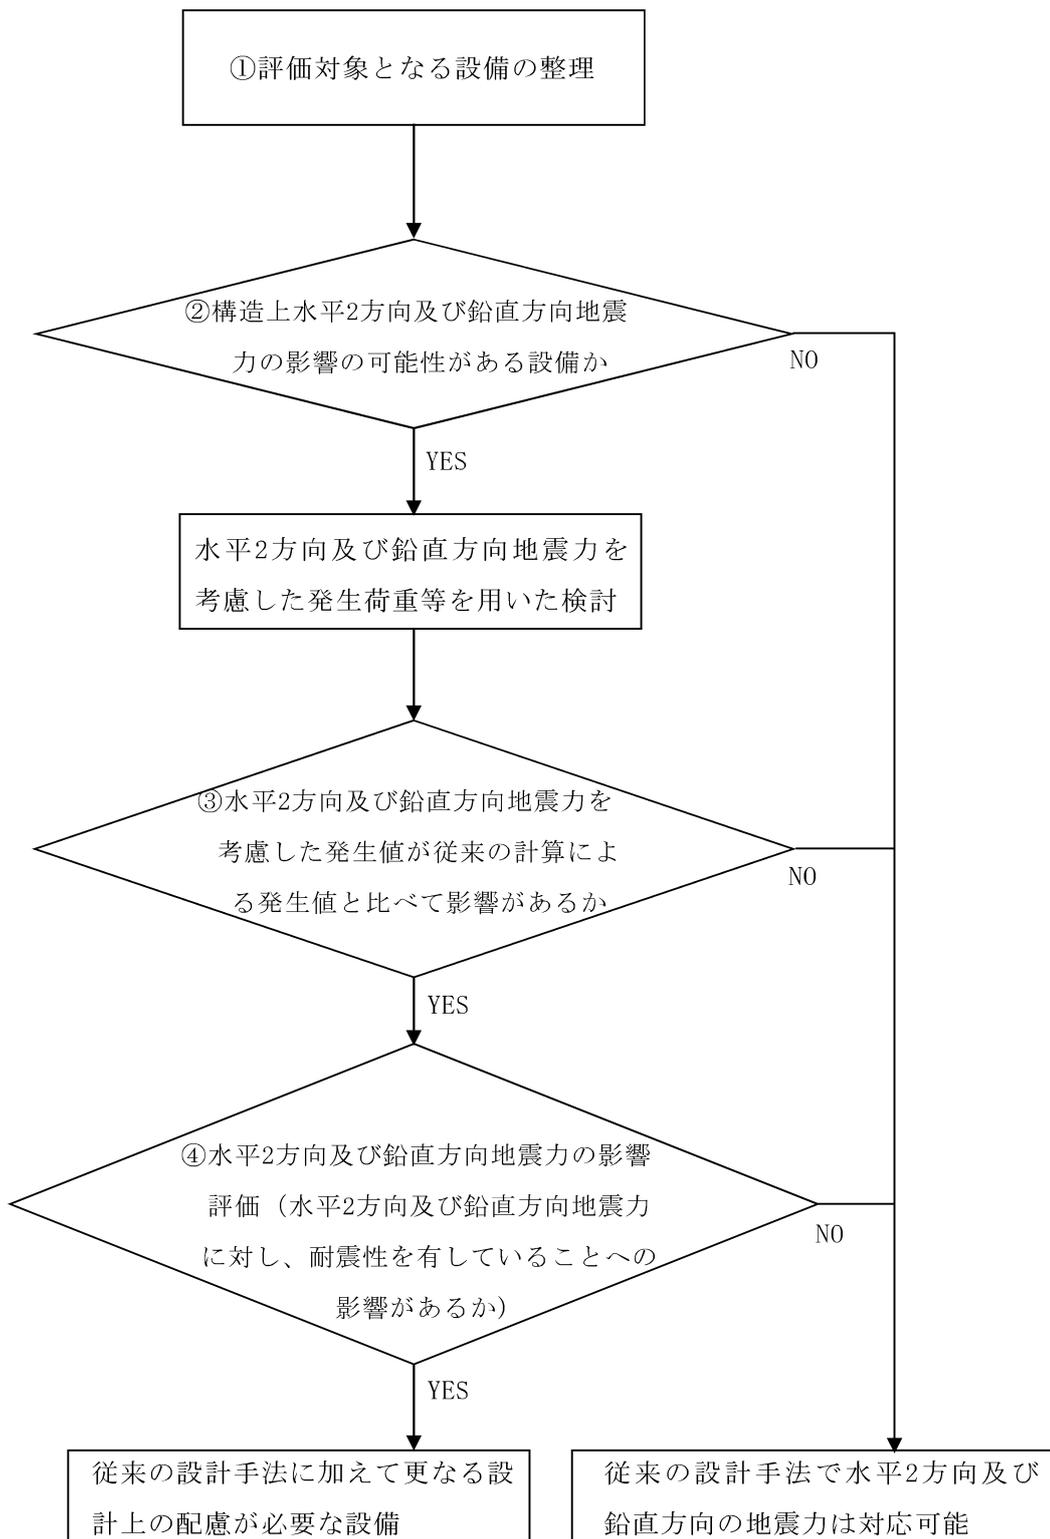 ①評価対象となる設備の整理
②構造上水平2方向及び鉛直方向地震
力の影響の可能性がある設備か
NO
YES
水平2方向及び鉛直方向地震力を
考慮した発生荷重等を用いた検討
③水平2方向及び鉛直方向地震力を
考慮した発生値が従来の計算によ
る発生値と比べて影響があるか
NO
YES
④水平2方向及び鉛直方向地震力の影響
評価（水平2方向及び鉛直方向地震力
に対し、耐震性を有していることへの
影響があるか）
NO
YES
従来の設計手法に加えて更なる設
計上の配慮が必要な設備
従来の設計手法で水平2方向及び
鉛直方向の地震力は対応可能